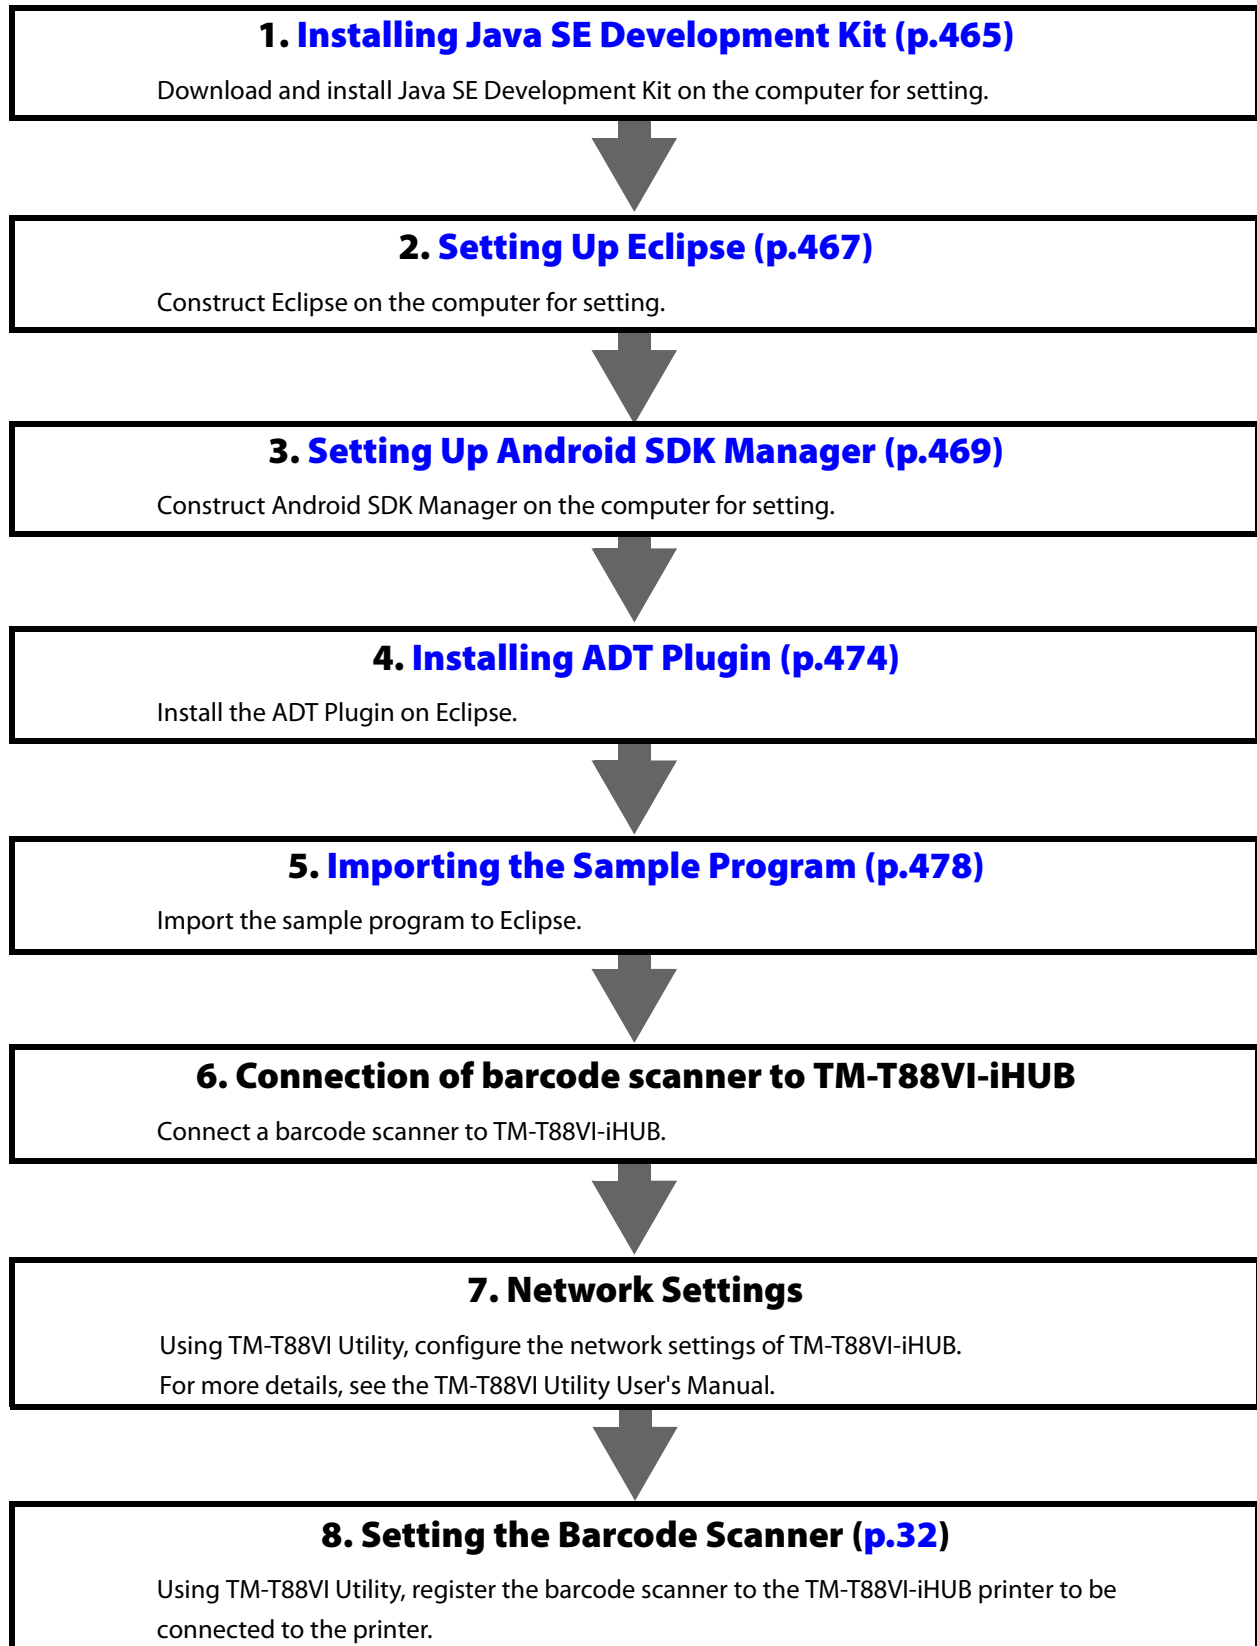 1. Installing Java SE Development Kit (p.465)
Download and install Java SE Development Kit on the computer for setting.
2. Setting Up Eclipse (p.467)
Construct Eclipse on the computer for setting.
3. Setting Up Android SDK Manager (p.469)
Construct Android SDK Manager on the computer for setting.
4. Installing ADT Plugin (p.474)
Install the ADT Plugin on Eclipse.
5. Importing the Sample Program (p.478)
Import the sample program to Eclipse.
6. Connection of barcode scanner to TM-T88VI-iHUB
Connect a barcode scanner to TM-T88VI-iHUB.
7. Network Settings
Using TM-T88VI Utility, configure the network settings of TM-T88VI-iHUB.
For more details, see the TM-T88VI Utility User's Manual.
8. Setting the Barcode Scanner (p.32)
Using TM-T88VI Utility, register the barcode scanner to the TM-T88VI-iHUB printer to be
connected to the printer.